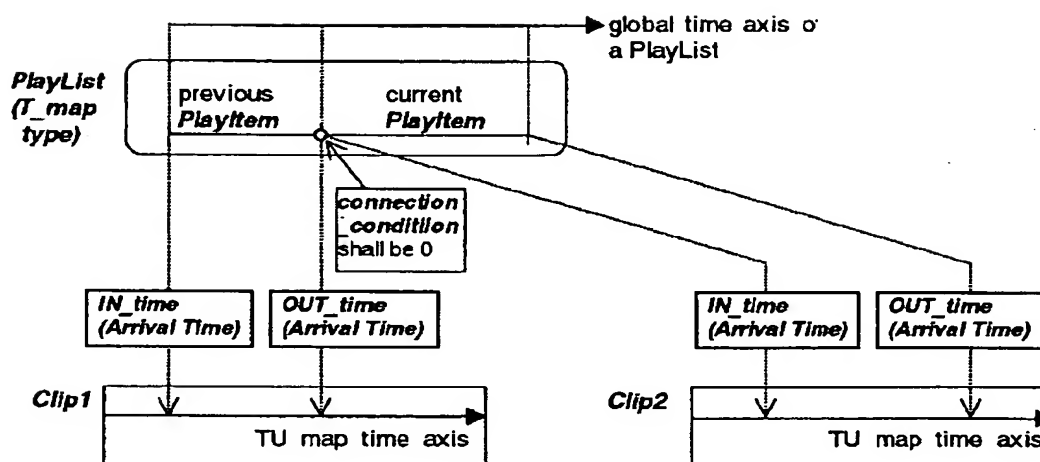 global time axis o
a PlayList
PlayList
(T_map
type)
previous
PlayItem
current
PlayItem
connection
_condition
shall be 0
IN_time
(Arrival Time)
OUT_time
(Arrival Time)
IN_time
(Arrival Time)
OUT_time
(Arrival Time)
Clip1
TU map time axis
Clip2
TU map time axis